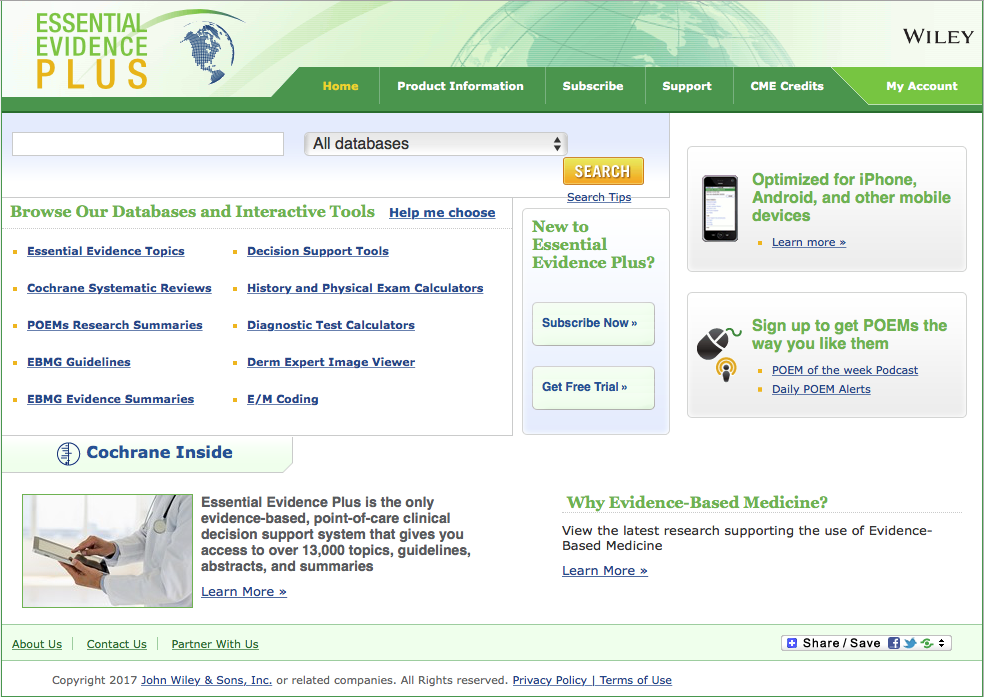 ESSENTIAL
EVIDENCE
PLUS
WILEY
Home
Product Information
Subscribe
Support
CME Credits
My Account
All databases
SEARCH
Search Tips
Browse Our Databases and Interactive Tools
Help me choose
Essential Evidence Topics
Cochrane Systematic Reviews
POEMs Research Summaries
EBMG Guidelines
EBMG Evidence Summaries
Decision Support Tools
History and Physical Exam Calculators
Diagnostic Test Calculators
Derm Expert Image Viewer
E/M Coding
New to
Essential
Evidence Plus?
Subscribe Now »
Get Free Trial »
Optimized for iPhone,
Android, and other mobile
devices
Learn more »
Sign up to get POEMs the
way you like them
POEM of the week Podcast
Daily POEM Alerts
Cochrane Inside
Essential Evidence Plus is the only
evidence-based, point-of-care clinical
decision support system that gives you
access to over 13,000 topics, guidelines,
abstracts, and summaries
Learn More »
Why Evidence-Based Medicine?
View the latest research supporting the use of Evidence-
Based Medicine
Learn More »
About Us
Contact Us
Partner With Us
Share / Save
Copyright 2017 John Wiley & Sons, Inc. or related companies. All Rights reserved. Privacy Policy | Terms of Use